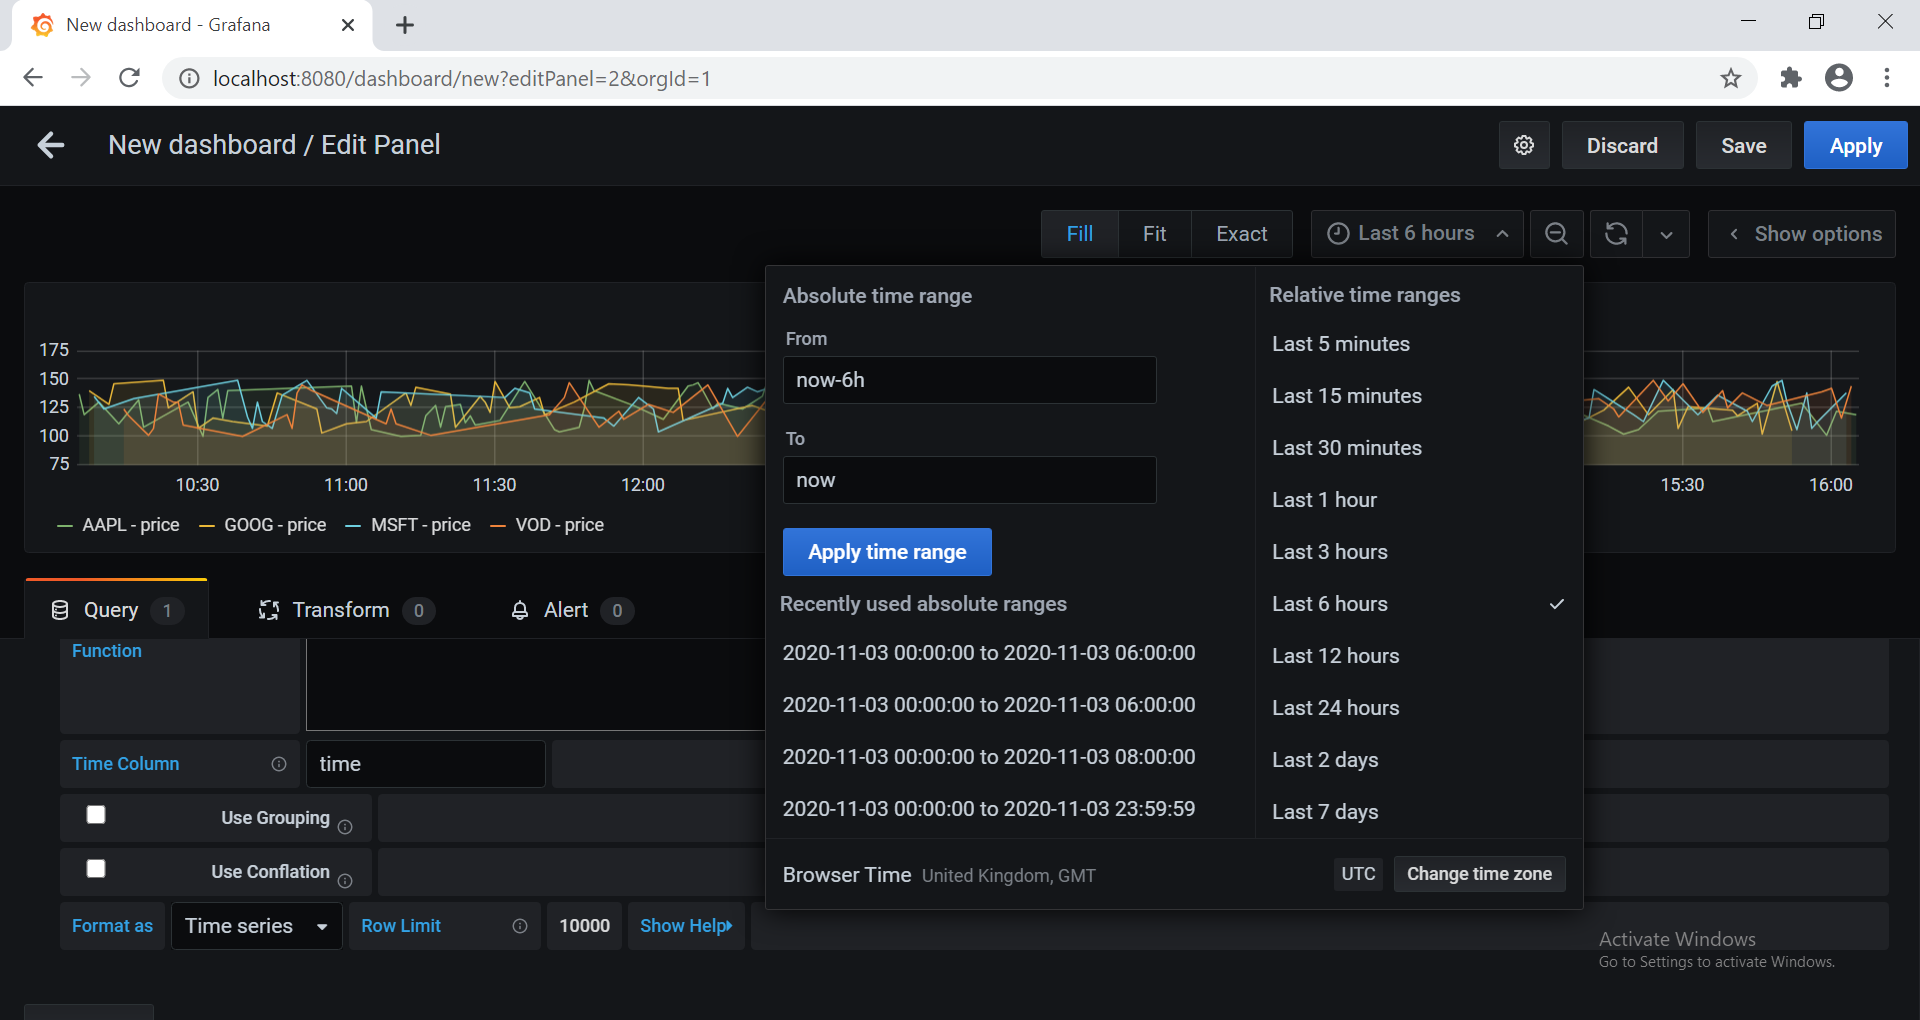 New dashboard - Grafana
localhost:8080/dashboard/new?editPanel=2&orgId=1
New dashboard / Edit Panel
Discard
Save
Apply
Fill
Fit
Exact
Last 6 hours
Show options
175
150
125
100
75
10:30
11:00
11:30
12:00
15:30
16:00
AAPL - price
GOOG - price
MSFT - price
VOD - price
Absolute time range
From
now-6h
To
now
Apply time range
Recently used absolute ranges
2020-11-03 00:00:00 to 2020-11-03 06:00:00
2020-11-03 00:00:00 to 2020-11-03 06:00:00
2020-11-03 00:00:00 to 2020-11-03 08:00:00
2020-11-03 00:00:00 to 2020-11-03 23:59:59
Relative time ranges
Last 5 minutes
Last 15 minutes
Last 30 minutes
Last 1 hour
Last 3 hours
Last 6 hours
Last 12 hours
Last 24 hours
Last 2 days
Last 7 days
Browser Time United Kingdom, GMT
UTC
Change time zone
Query 1
Transform 0
Alert 0
Function
Time Column
time
Use Grouping
Use Conflation
Format as
Time series
Row Limit
10000
Show Help
Activate Windows
Go to Settings to activate Windows.